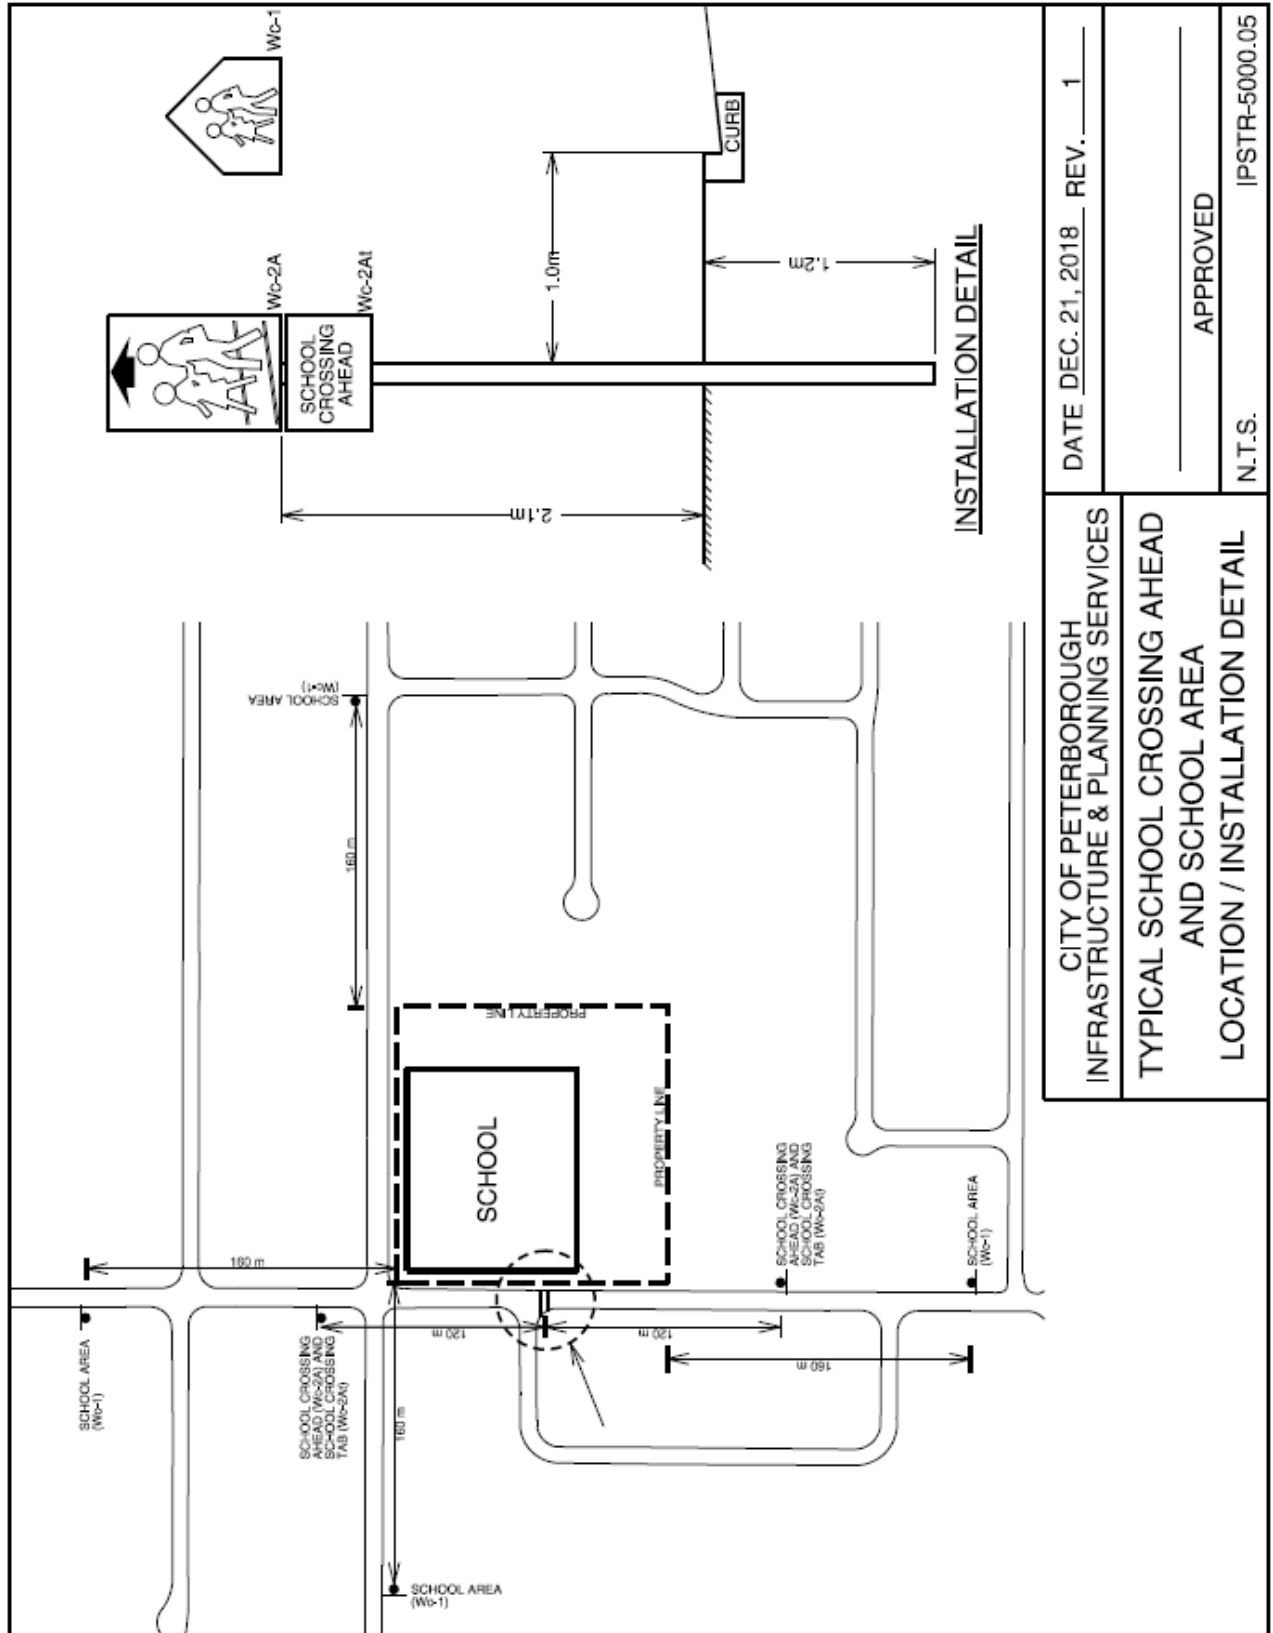 Wc-1
Wc-2A
SCHOOL
CROSSING
AHEAD
Wc-2At
1.0m
2.1m
1.2m
CURB
INSTALLATION DETAIL
SCHOOL AREA
(Wc-1)
160 m
SCHOOL AREA
(Wc-1)
160 m
SCHOOL CROSSING
AHEAD (Wc-2A) AND
SCHOOL CROSSING
TAB (Wc-2At)
120 m
120 m
160 m
SCHOOL AREA
(Wc-1)
160 m
SCHOOL
PROPERTY LINE
PROPERTY LINE
SCHOOL CROSSING
AHEAD (Wc-2A) AND
SCHOOL CROSSING
TAB (Wc-2At)
SCHOOL AREA
(Wc-1)
CITY OF PETERBOROUGH
INFRASTRUCTURE & PLANNING SERVICES
TYPICAL SCHOOL CROSSING AHEAD
AND SCHOOL AREA
LOCATION / INSTALLATION DETAIL
DATE DEC. 21, 2018 REV. 1
APPROVED
N.T.S. IPSTR-5000.05